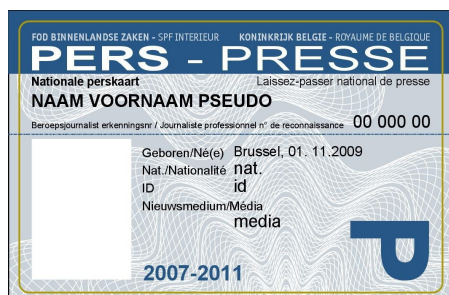 FOD BINNENLANDSE ZAKEN - SPF INTERIEUR KONINKRIJK BELGIE - ROYAUME DE BELGIQUE
PERS - PRESSE
Nationale perskaart Laissez-passer national de presse
NAAM VOORNAAM PSEUDO
Beroepsjournalist erkenningsnr / Journaliste professionnel n° de reconnaissance 00 000 00
Geboren/Né(e) Brussel, 01. 11.2009
Nat./Nationalité nat.
ID id
Nieuwsmedium/Média
media
P
2007-2011